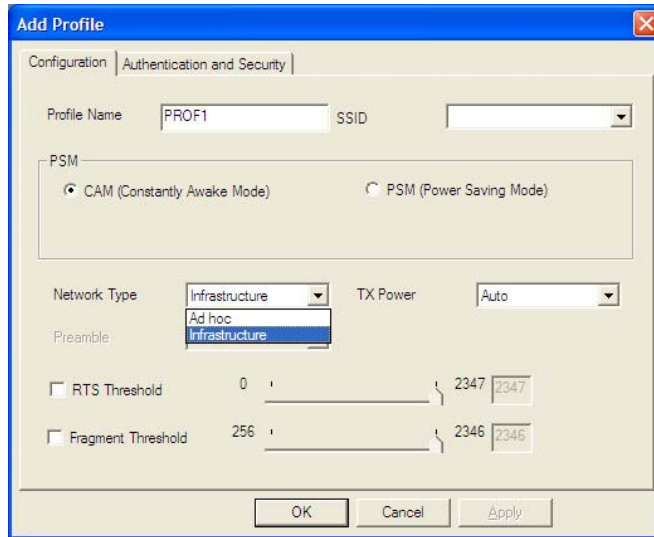 Add Profile
Configuration
Authentication and Security
Profile Name
PROF1
SSID
PSM
CAM (Constantly Awake Mode)
PSM (Power Saving Mode)
Network Type
Infrastructure
TX Power
Auto
Ad hoc
Infrastructure
Preamble
RTS Threshold
0
2347
2347
Fragment Threshold
256
2346
2346
OK
Cancel
Apply